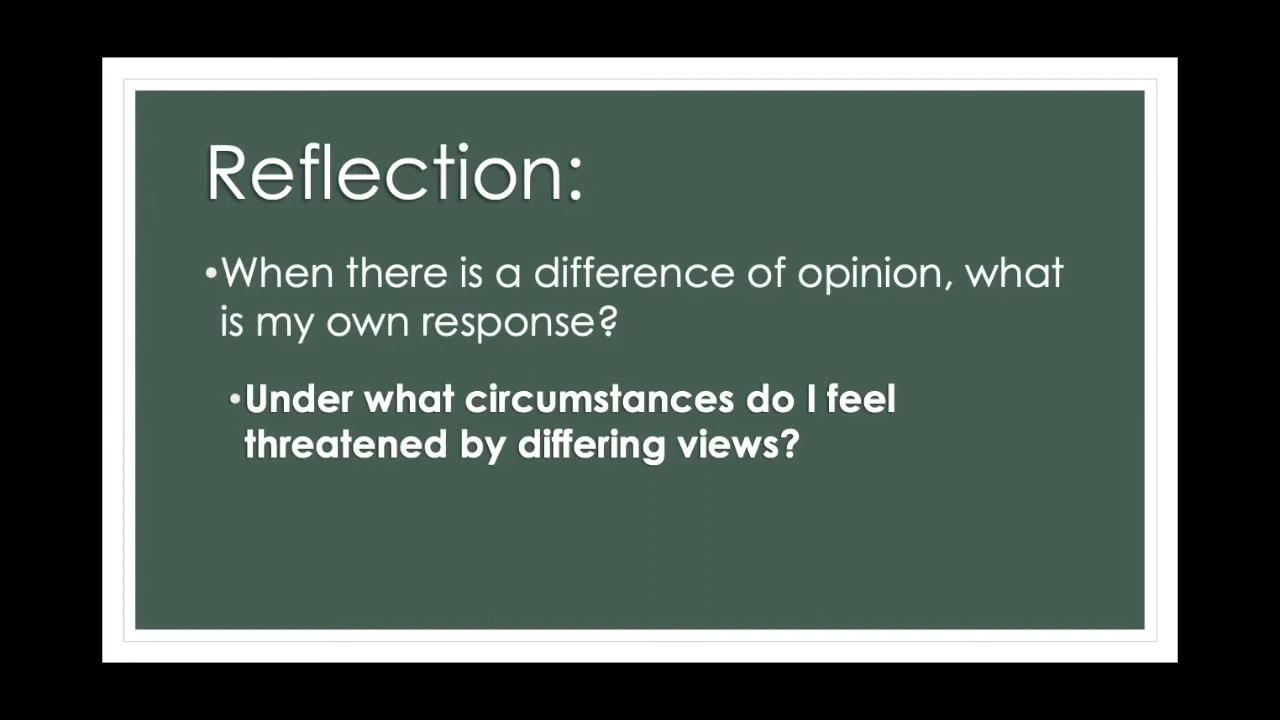 Reflection:
•When there is a difference of opinion, what
is my own response?
•Under what circumstances do I feel
threatened by differing views?